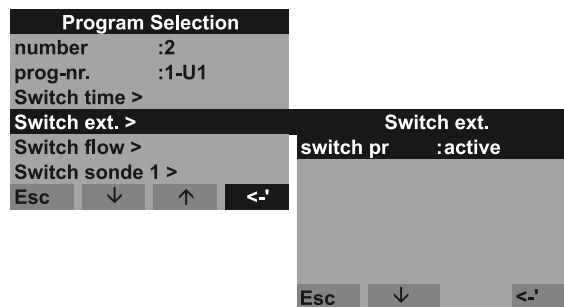 Program Selection
number :2
prog-nr. :1-U1
Switch time >
Switch ext. >
Switch flow >
Switch sonde 1 >
Esc ↓ ↑ <-'
Switch ext.
switch pr :active
Esc ↓ <-'